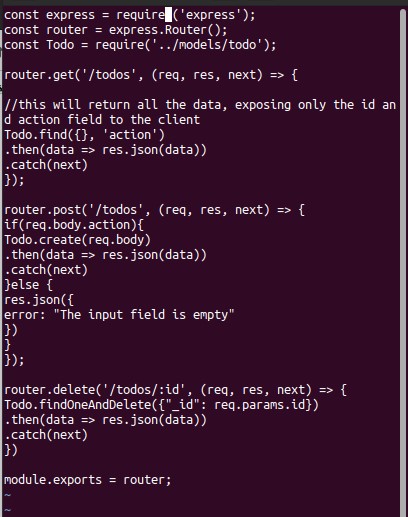 const express = require ('express');
const router = express.Router();
const Todo = require('../models/todo');

router.get('/todos', (req, res, next) => {

//this will return all the data, exposing only the id an
d action field to the client
Todo.find({}, 'action')
.then(data => res.json(data))
.catch(next)
});

router.post('/todos', (req, res, next) => {
if(req.body.action){
Todo.create(req.body)
.then(data => res.json(data))
.catch(next)
}else {
res.json({
error: "The input field is empty"
})
}
});

router.delete('/todos/:id', (req, res, next) => {
Todo.findOneAndDelete({"_id": req.params.id})
.then(data => res.json(data))
.catch(next)
})

module.exports = router;
~
~